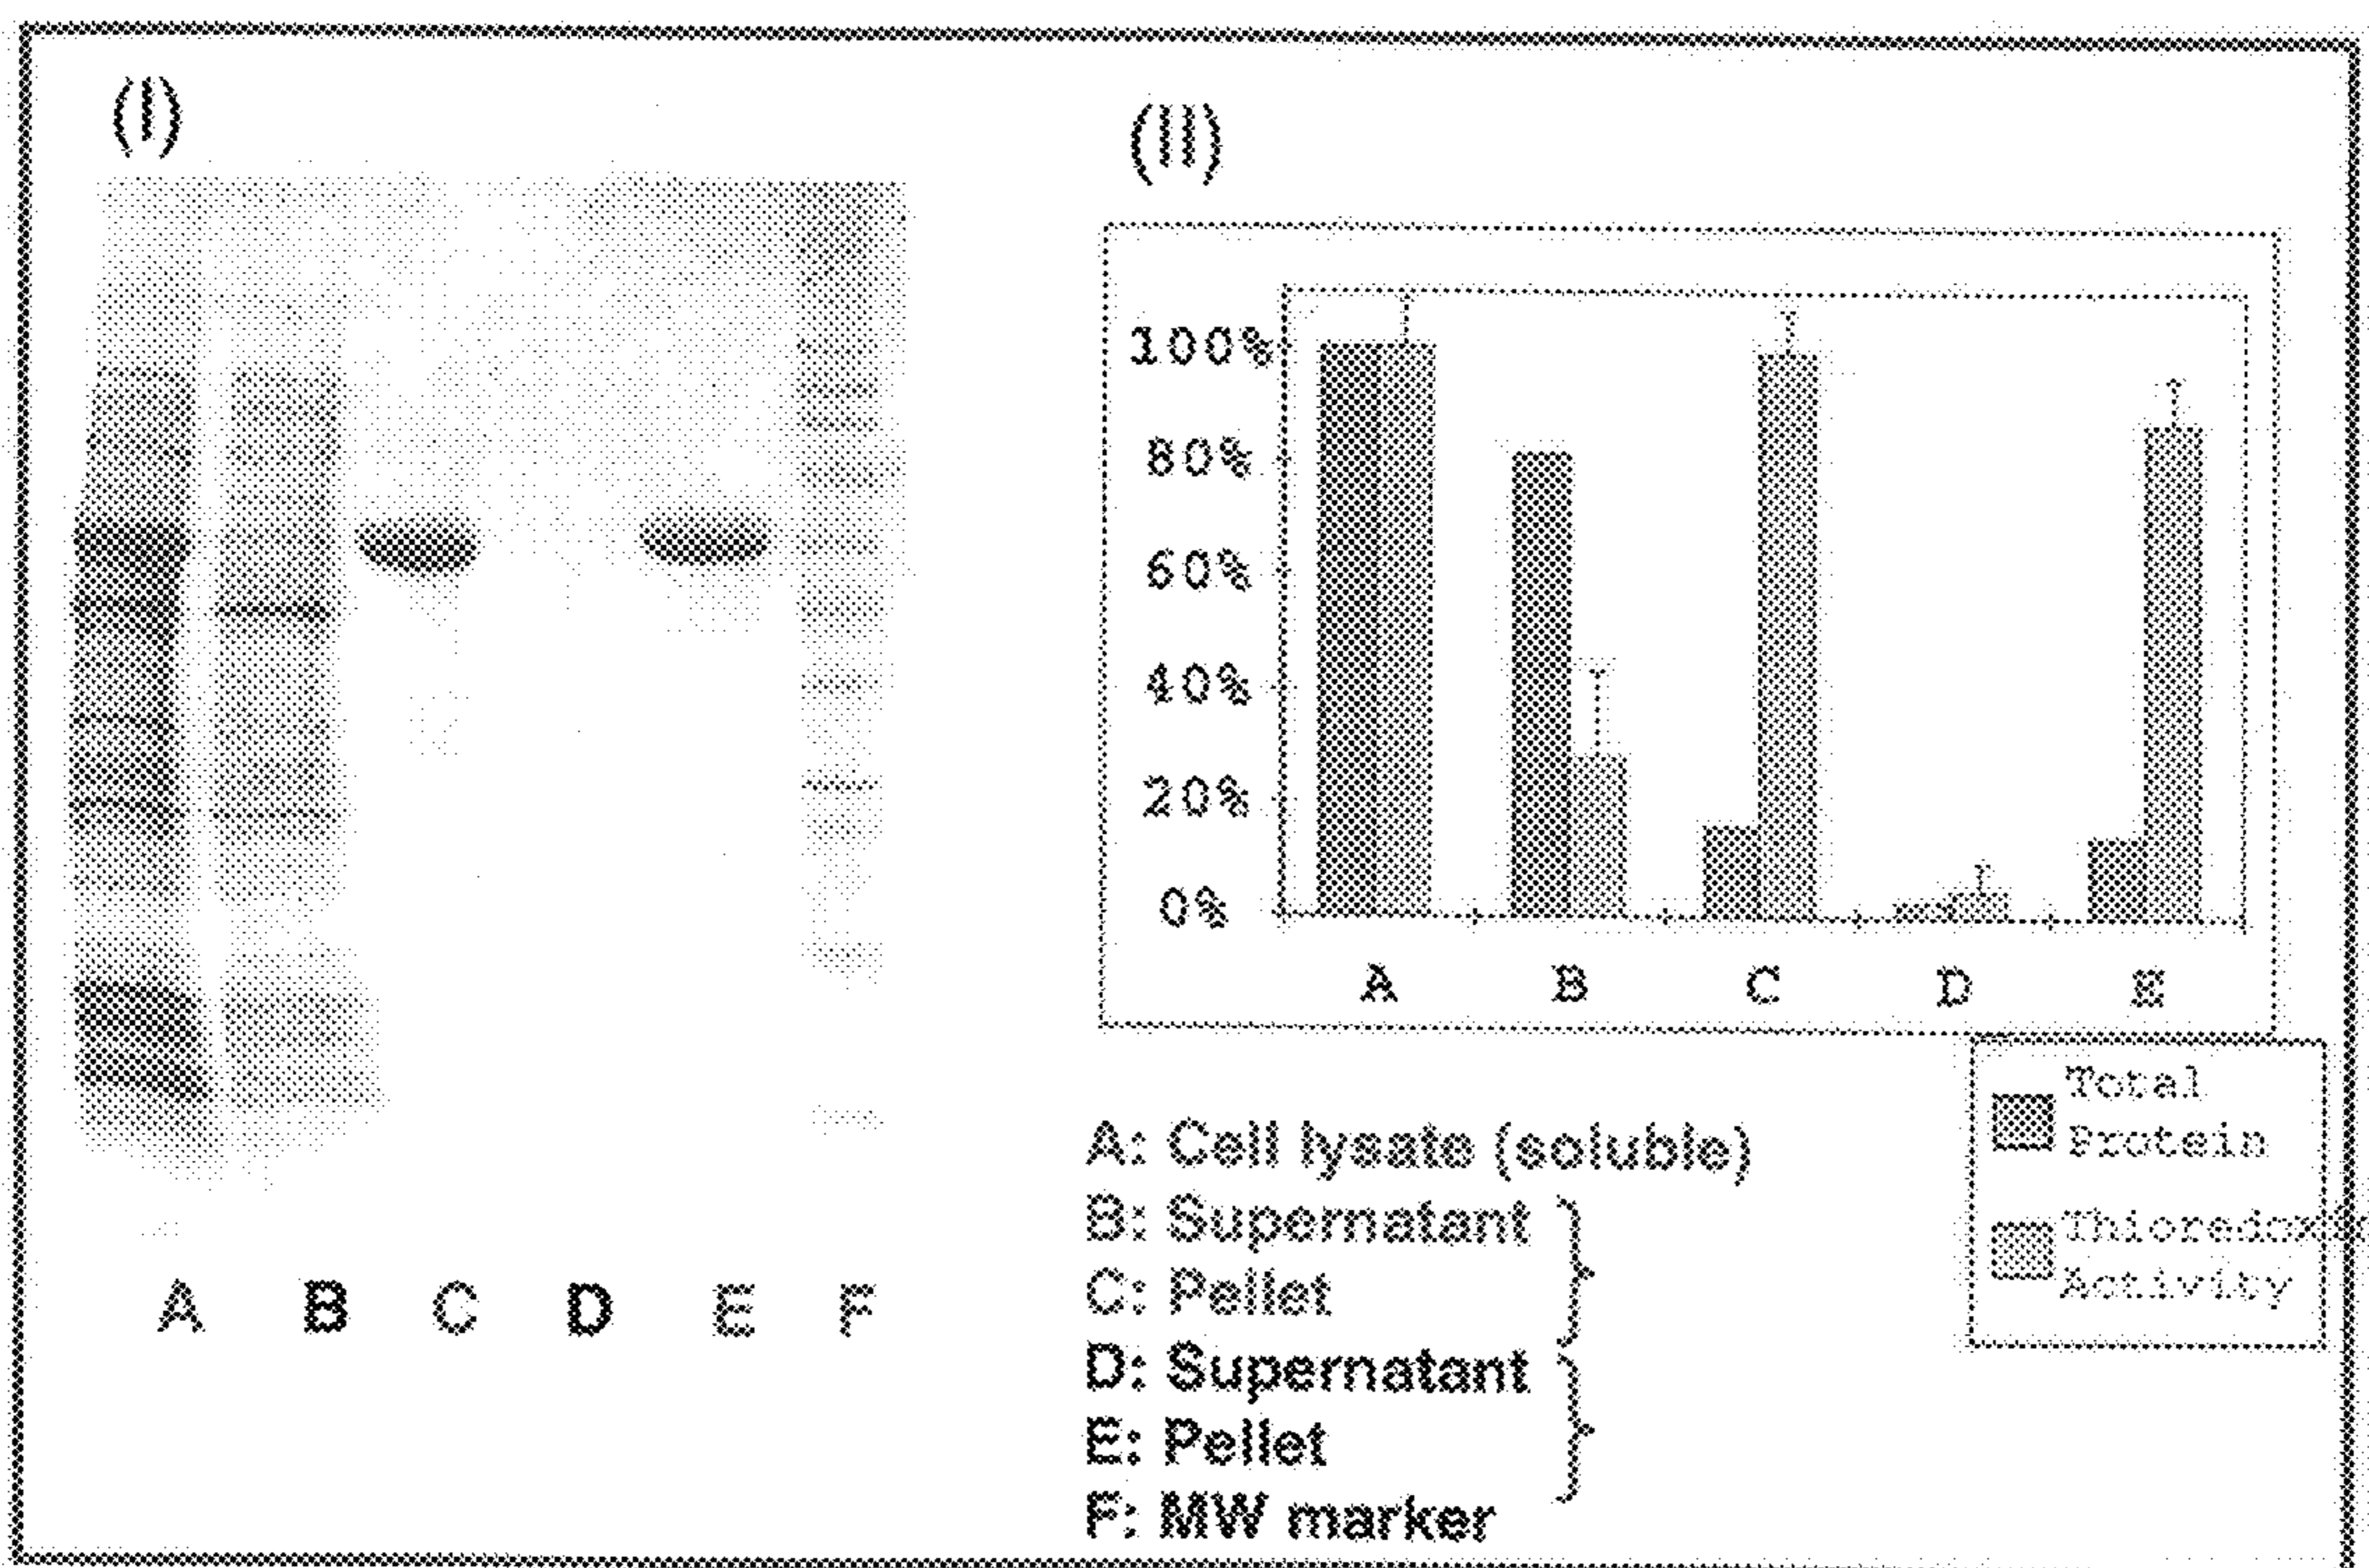 (I)
(II)
100%
80%
60%
40%
20%
0%
A B C D E
Total
Protein
Thioredoxin
Activity
A: Cell lysate (soluble)
B: Supernatant
C: Pellet
D: Supernatant
E: Pellet
F: MW marker
A B C D E F